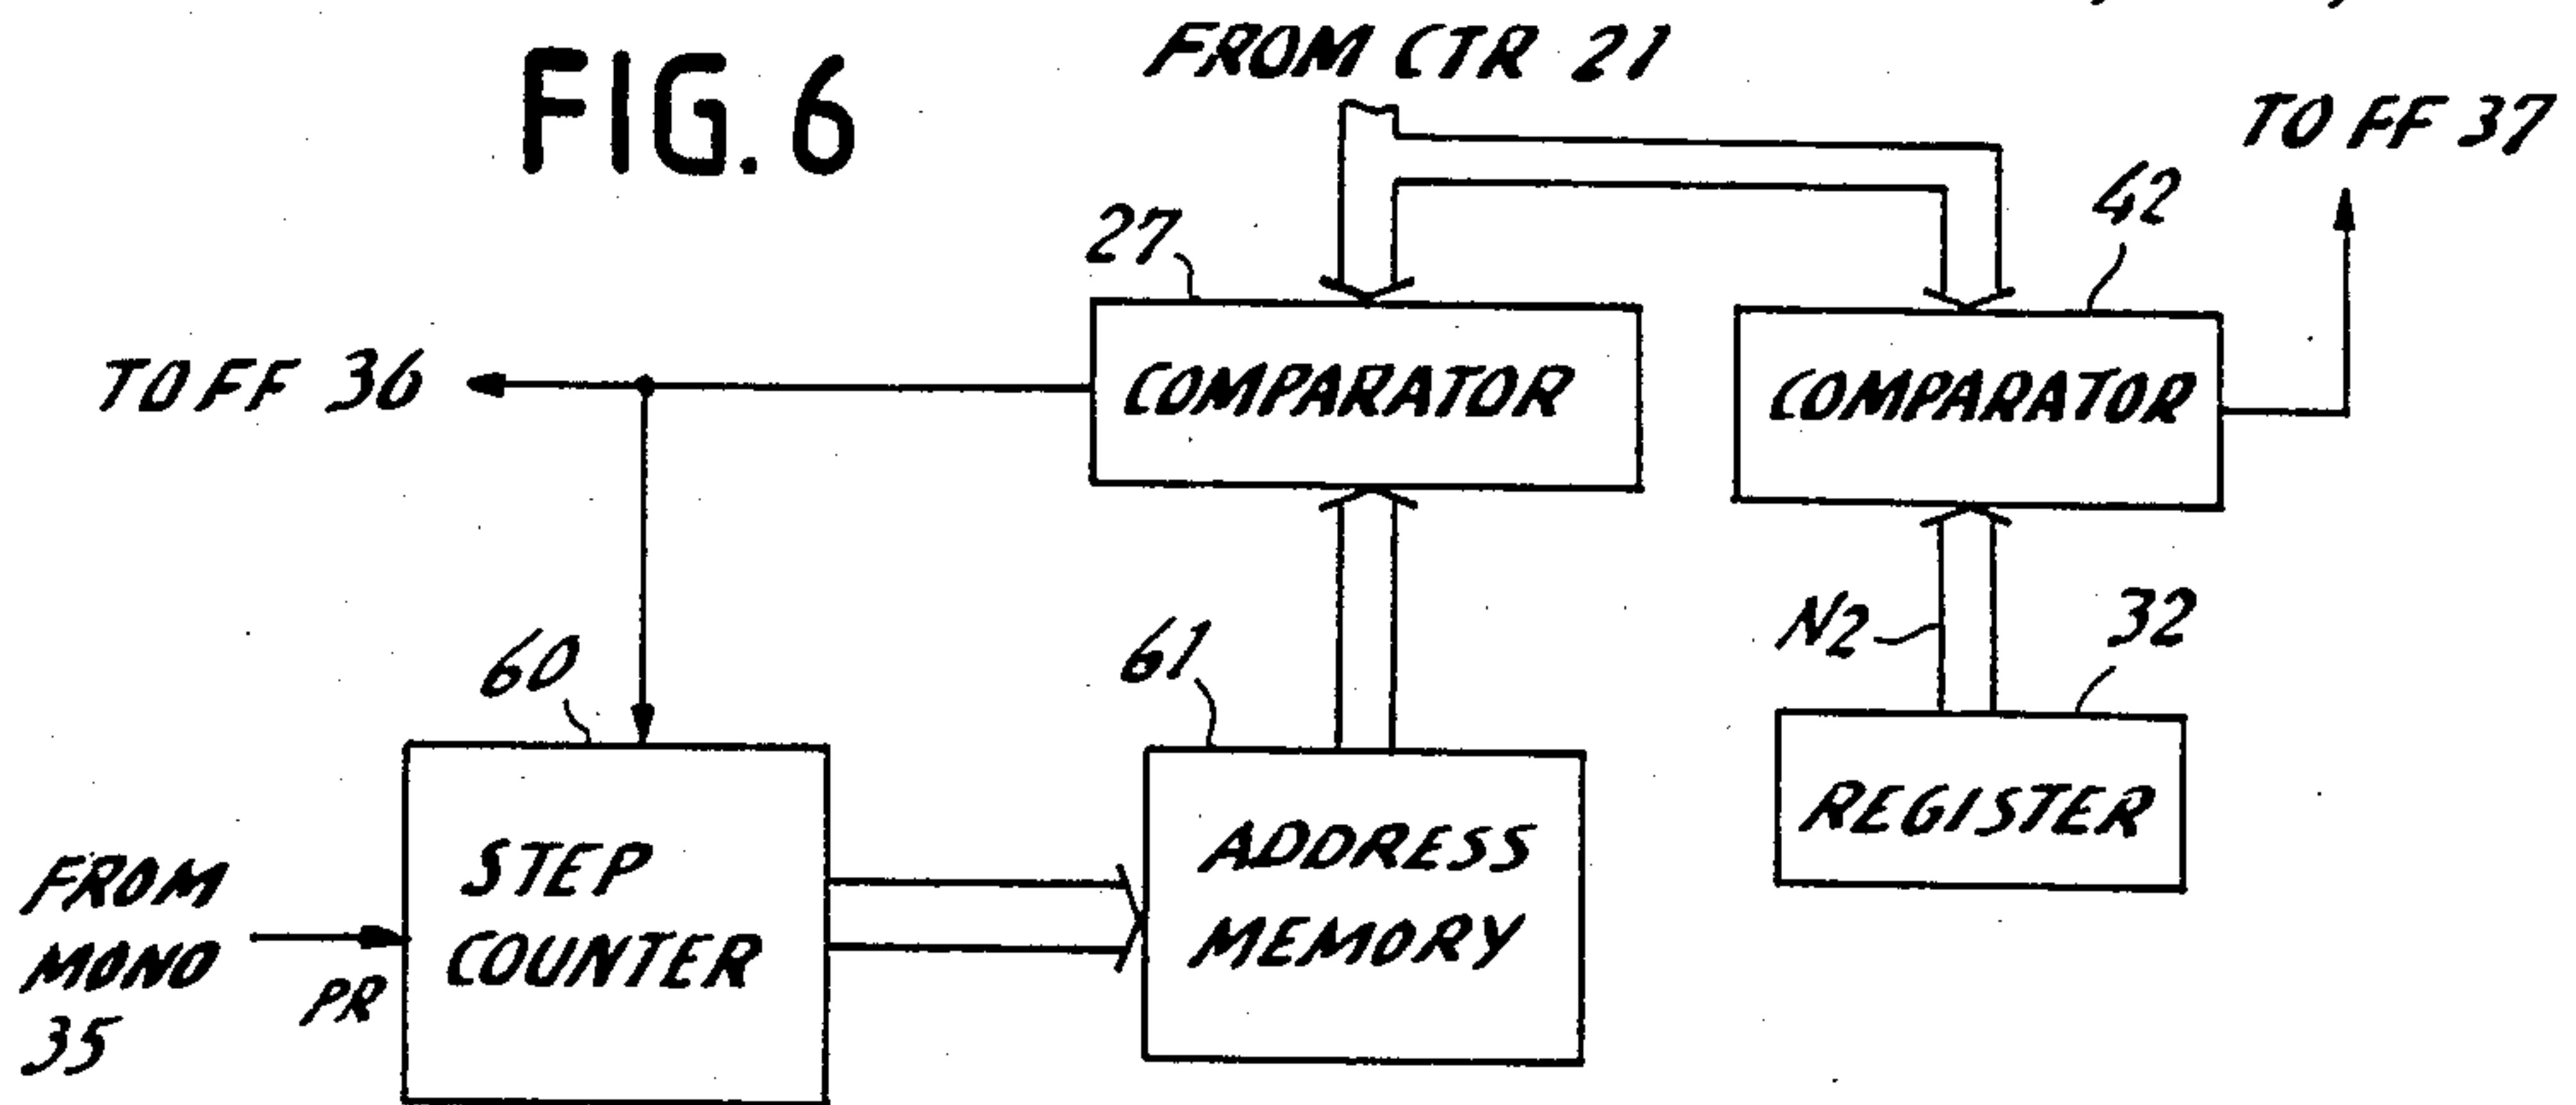 FIG. 6
FROM CTR 21
TO FF 37
27
42
TO FF 36
COMPARATOR
COMPARATOR
60
61
N2
32
STEP
COUNTER
ADDRESS
MEMORY
REGISTER
FROM
MONO
35
PR